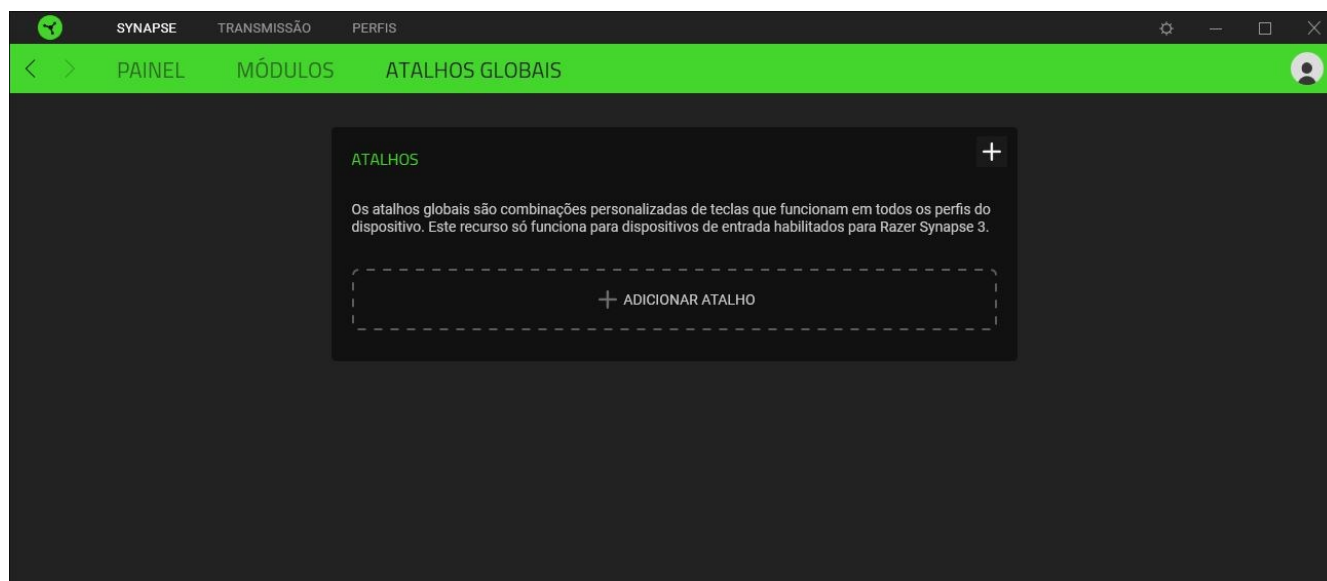 SYNAPSE TRANSMISSÃO PERFIS
PAINEL MÓDULOS ATALHOS GLOBAIS
ATALHOS
Os atalhos globais são combinações personalizadas de teclas que funcionam em todos os perfis do
dispositivo. Este recurso só funciona para dispositivos de entrada habilitados para Razer Synapse 3.
ADICIONAR ATALHO